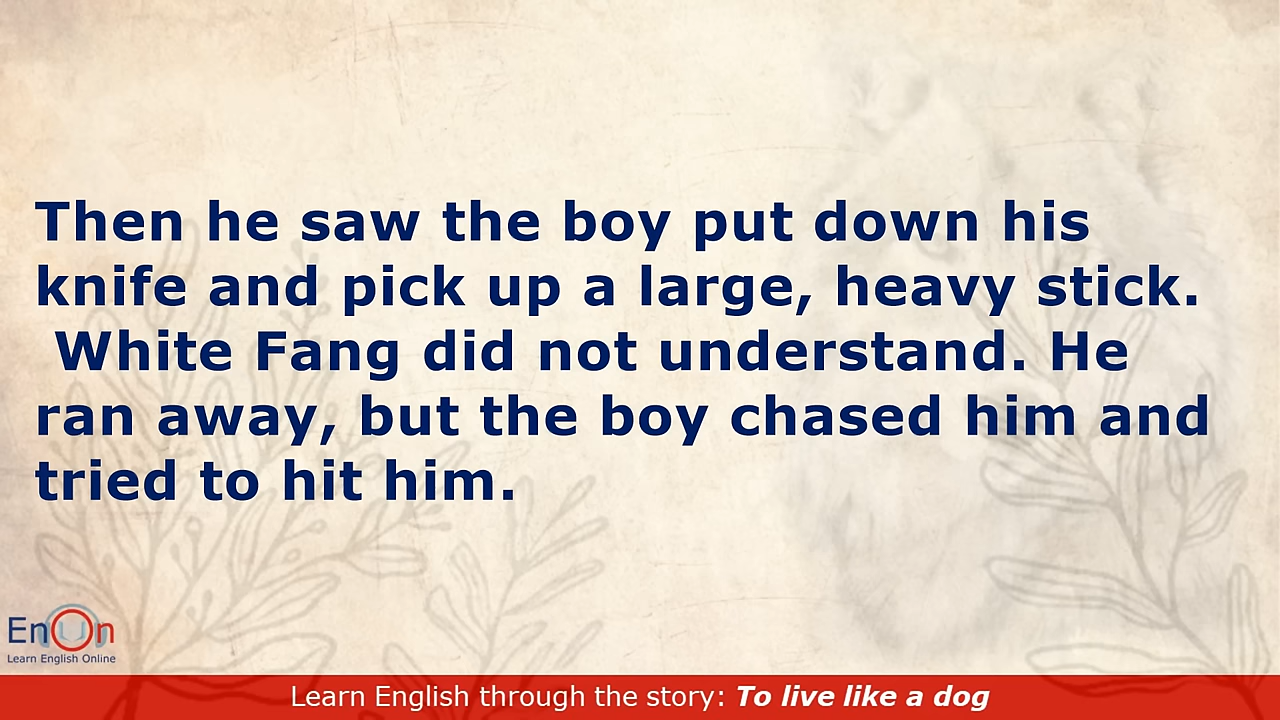 Then he saw the boy put down his
knife and pick up a large, heavy stick.
White Fang did not understand. He
ran away, but the boy chased him and
tried to hit him.
EnOn
Learn English Online
Learn English through the story: To live like a dog